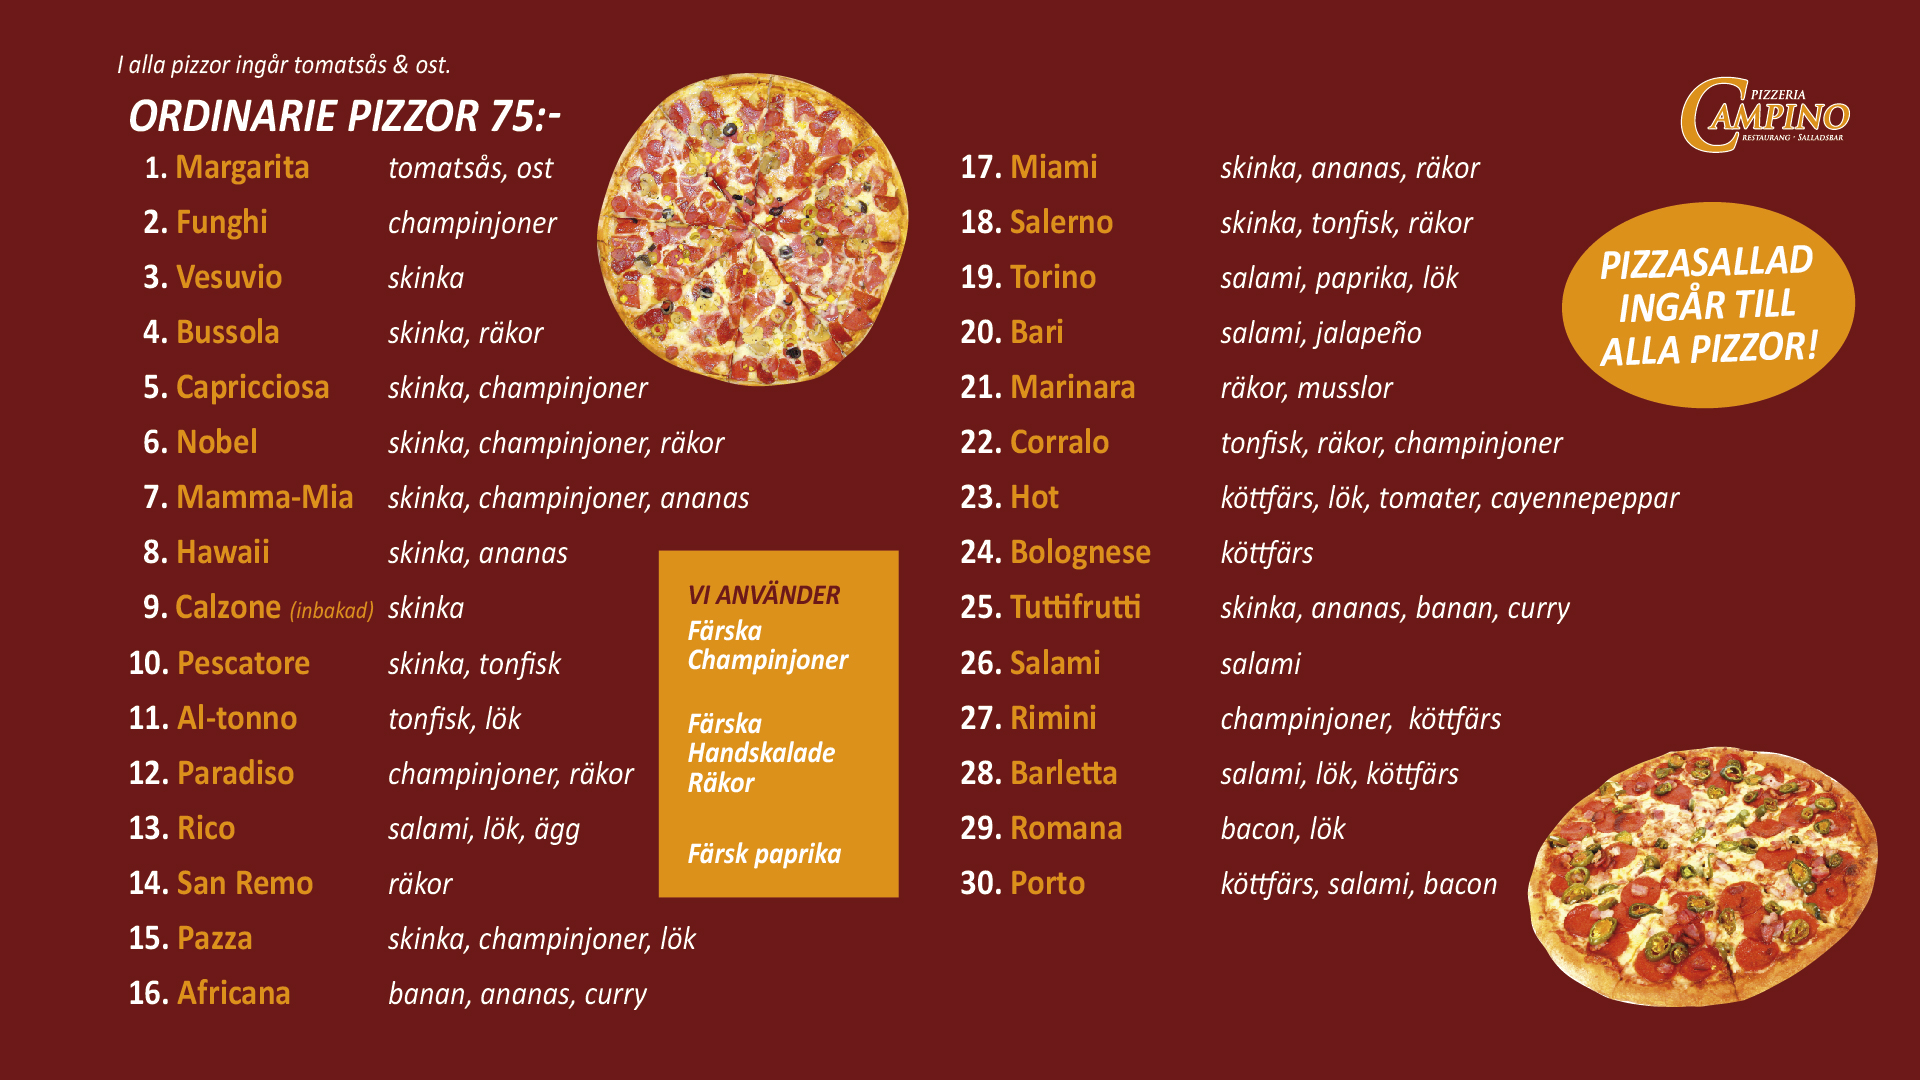 I alla pizzor ingår tomatsås & ost.
ORDINARIE PIZZOR 75:-
1. Margarita tomatsås, ost
2. Funghi champinjoner
3. Vesuvio skinka
4. Bussola skinka, räkor
5. Capricciosa skinka, champinjoner
6. Nobel skinka, champinjoner, räkor
7. Mamma-Mia skinka, champinjoner, ananas
8. Hawaii skinka, ananas
9. Calzone (inbakad) skinka
10. Pescatore skinka, tonfisk
11. Al-tonno tonfisk, lök
12. Paradiso champinjoner, räkor
13. Rico salami, lök, ägg
14. San Remo räkor
15. Pazza skinka, champinjoner, lök
16. Africana banan, ananas, curry
VI ANVÄNDER
Färska
Champinjoner
Färska
Handskalade
Räkor
Färsk paprika
17. Miami skinka, ananas, räkor
18. Salerno skinka, tonfisk, räkor
19. Torino salami, paprika, lök
20. Bari salami, jalapeño
21. Marinara räkor, musslor
22. Corralo tonfisk, räkor, champinjoner
23. Hot köttfärs, lök, tomater, cayennepeppar
24. Bolognese köttfärs
25. Tuttifrutti skinka, ananas, banan, curry
26. Salami salami
27. Rimini champinjoner, köttfärs
28. Barletta salami, lök, köttfärs
29. Romana bacon, lök
30. Porto köttfärs, salami, bacon
PIZZERIA
CAMPINO
RESTAURANG · SALLADSBAR
PIZZASALLAD
INGÅR TILL
ALLA PIZZOR!